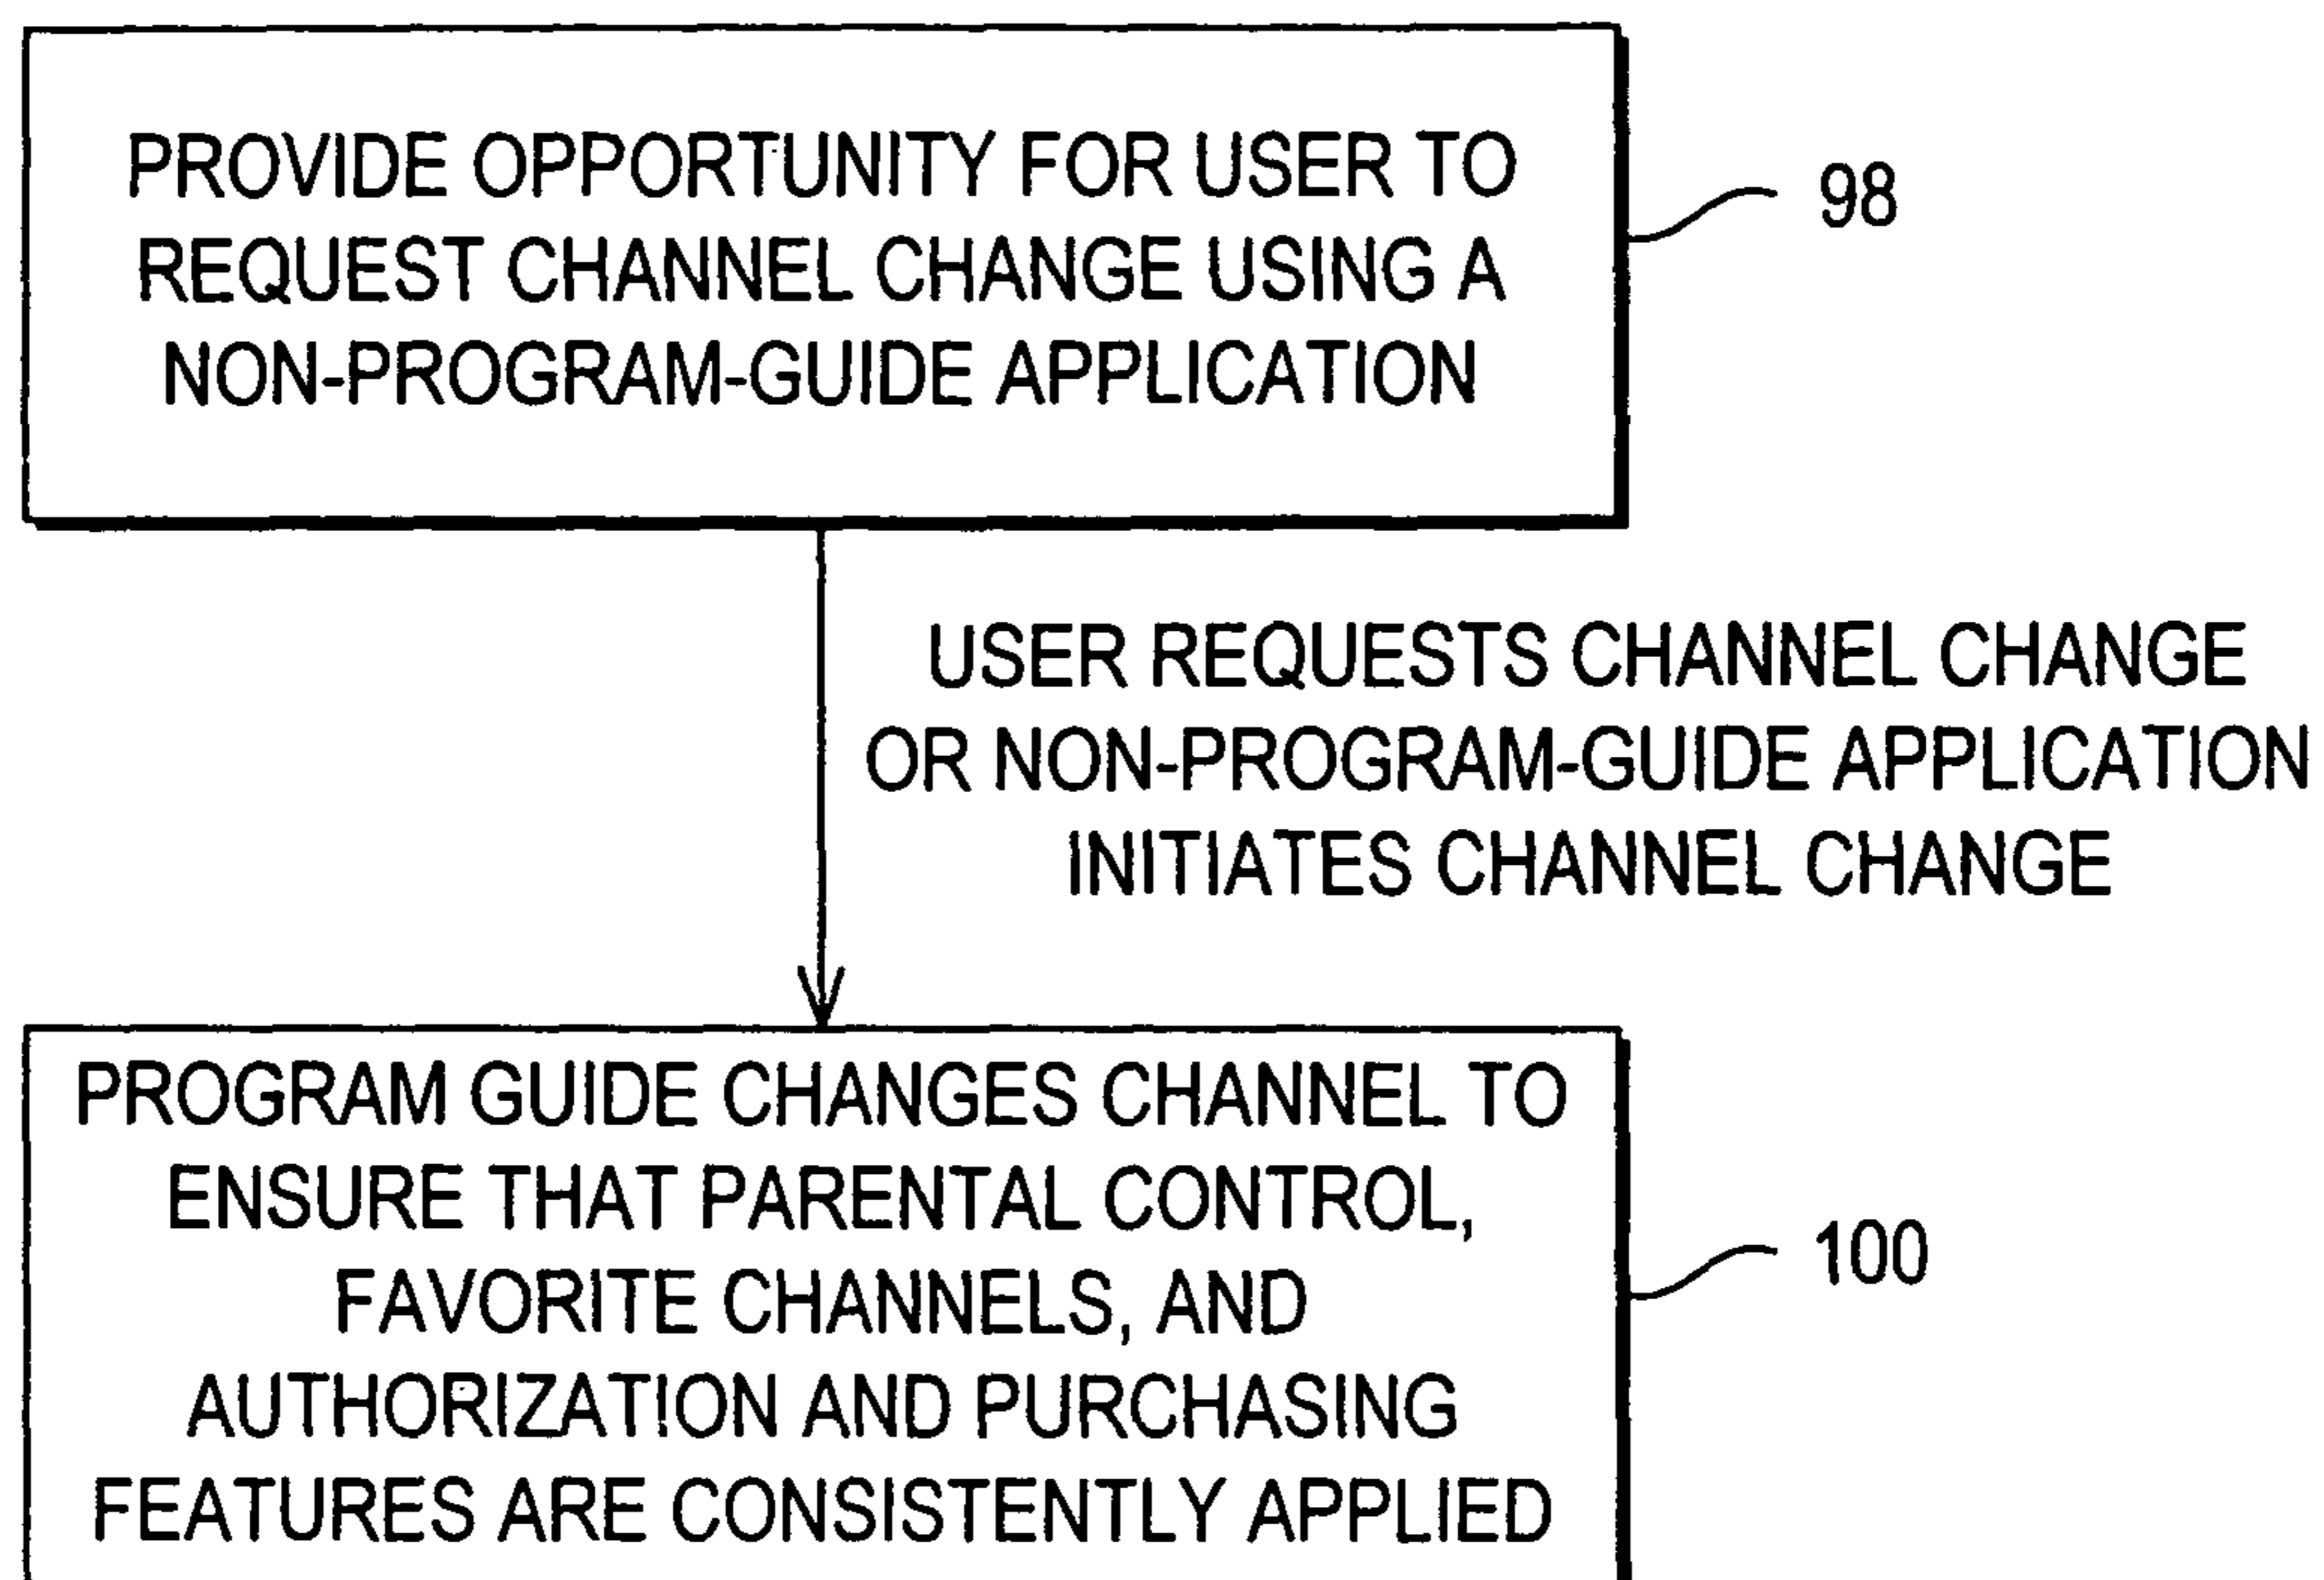 PROVIDE OPPORTUNITY FOR USER TO
REQUEST CHANNEL CHANGE USING A
NON-PROGRAM-GUIDE APPLICATION
98
USER REQUESTS CHANNEL CHANGE
OR NON-PROGRAM-GUIDE APPLICATION
INITIATES CHANNEL CHANGE
PROGRAM GUIDE CHANGES CHANNEL TO
ENSURE THAT PARENTAL CONTROL,
FAVORITE CHANNELS, AND
AUTHORIZATION AND PURCHASING
FEATURES ARE CONSISTENTLY APPLIED
100